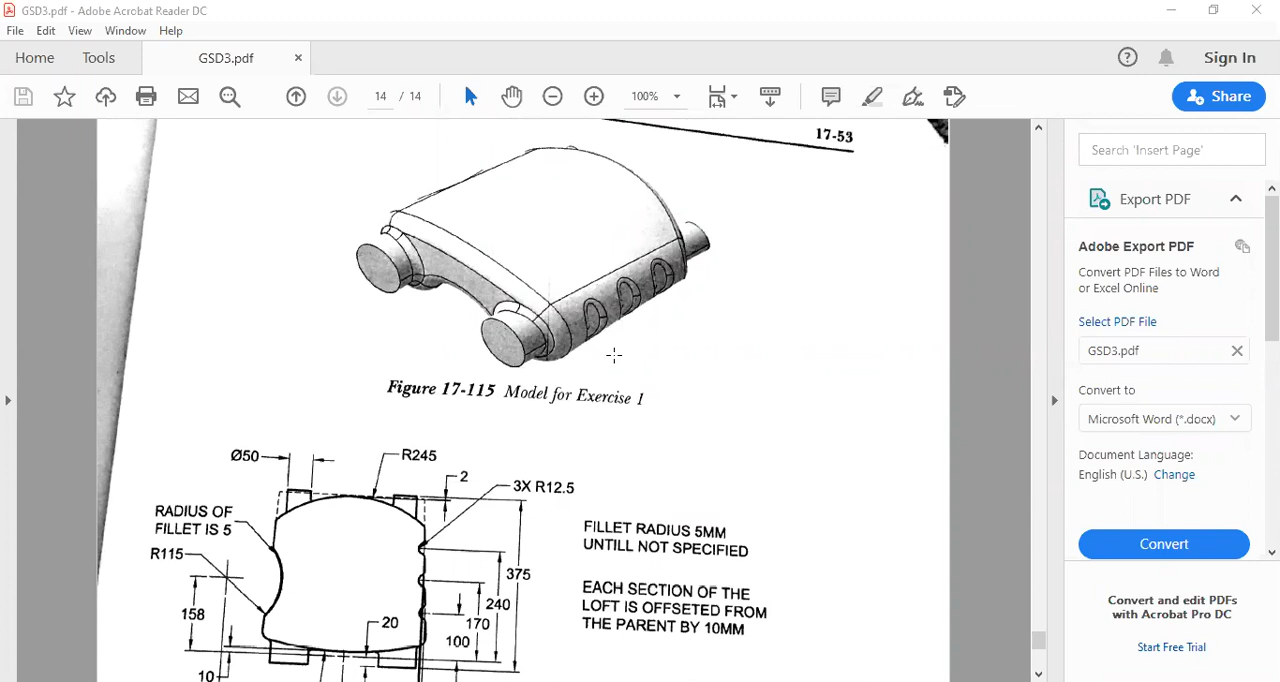 GSD3.pdf - Adobe Acrobat Reader DC
File Edit View Window Help
Home Tools GSD3.pdf × Sign In
14 / 14 100% Share
17-53
Figure 17-115 Model for Exercise 1
Ø50
R245
2
3X R12.5
RADIUS OF
FILLET IS 5
R115
158
10
20
375
240
170
100
FILLET RADIUS 5MM
UNTILL NOT SPECIFIED
EACH SECTION OF THE
LOFT IS OFFSETED FROM
THE PARENT BY 10MM
Search 'Insert Page'
Export PDF
Adobe Export PDF
Convert PDF Files to Word
or Excel Online
Select PDF File
GSD3.pdf
Convert to
Microsoft Word (*.docx)
Document Language:
English (U.S.) Change
Convert
Convert and edit PDFs
with Acrobat Pro DC
Start Free Trial